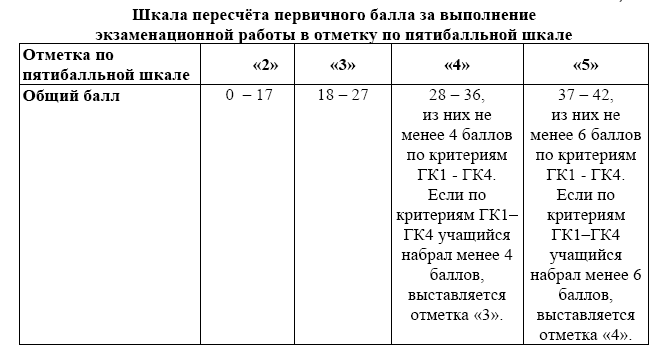 Шкала пересчёта первичного балла за выполнение
экзаменационной работы в отметку по пятибалльной шкале
Отметка по
пятибалльной шкале
«2»
«3»
«4»
«5»
Общий балл
0 – 17
18 – 27
28 – 36,
из них не
менее 4 баллов
по критериям
ГК1 - ГК4.
Если по
критериям ГК1–
ГК4 учащийся
набрал менее 4
баллов,
выставляется
отметка «3».
37 – 42,
из них не
менее 6 баллов
по критериям
ГК1 - ГК4.
Если по
критериям
ГК1–ГК4
учащийся
набрал менее 6
баллов,
выставляется
отметка «4».